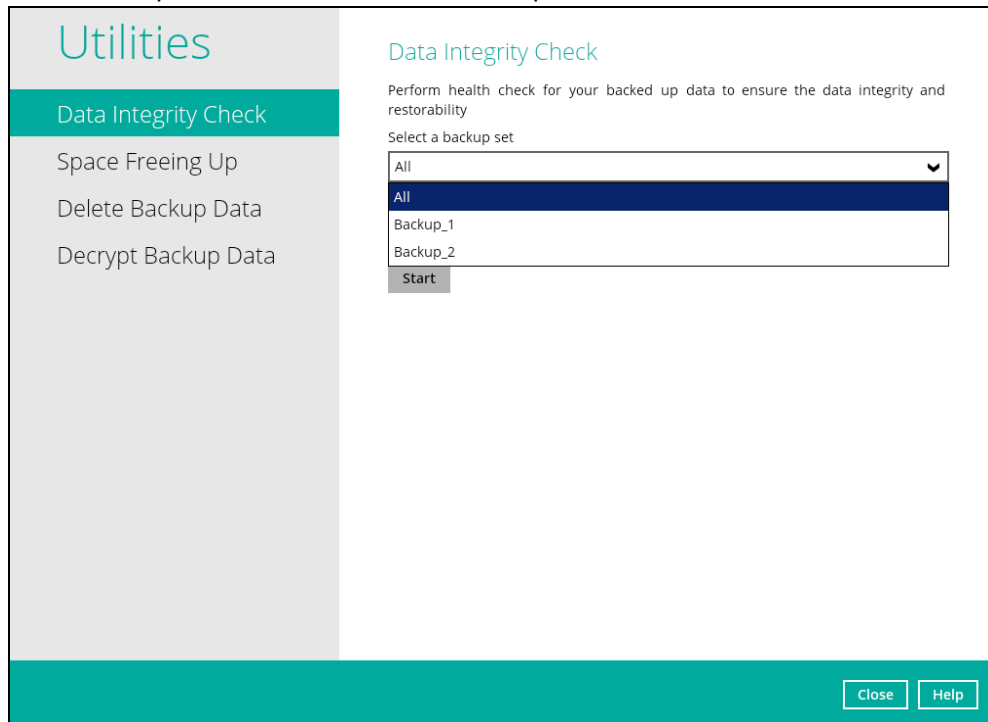 Utilities
Data Integrity Check
Space Freeing Up
Delete Backup Data
Decrypt Backup Data
Data Integrity Check
Perform health check for your backed up data to ensure the data integrity and
restorability
Select a backup set
All
All
Backup_1
Backup_2
Start
Close
Help